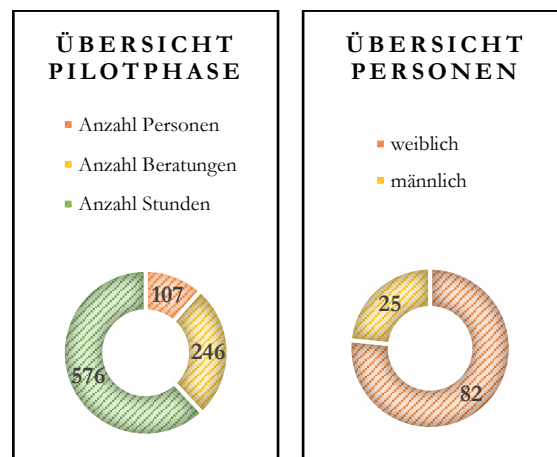 ÜBERSICHT
PILOTPHASE
Anzahl Personen
Anzahl Beratungen
Anzahl Stunden
107
246
576
ÜBERSICHT
PERSONEN
weiblich
männlich
25
82